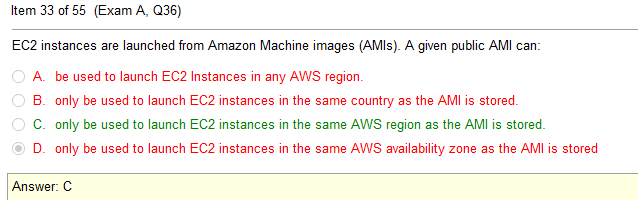 Item 33 of 55 (Exam A, Q36)
EC2 instances are launched from Amazon Machine images (AMIs). A given public AMI can:
A. be used to launch EC2 Instances in any AWS region.
B. only be used to launch EC2 instances in the same country as the AMI is stored.
C. only be used to launch EC2 instances in the same AWS region as the AMI is stored.
D. only be used to launch EC2 instances in the same AWS availability zone as the AMI is stored
Answer: C